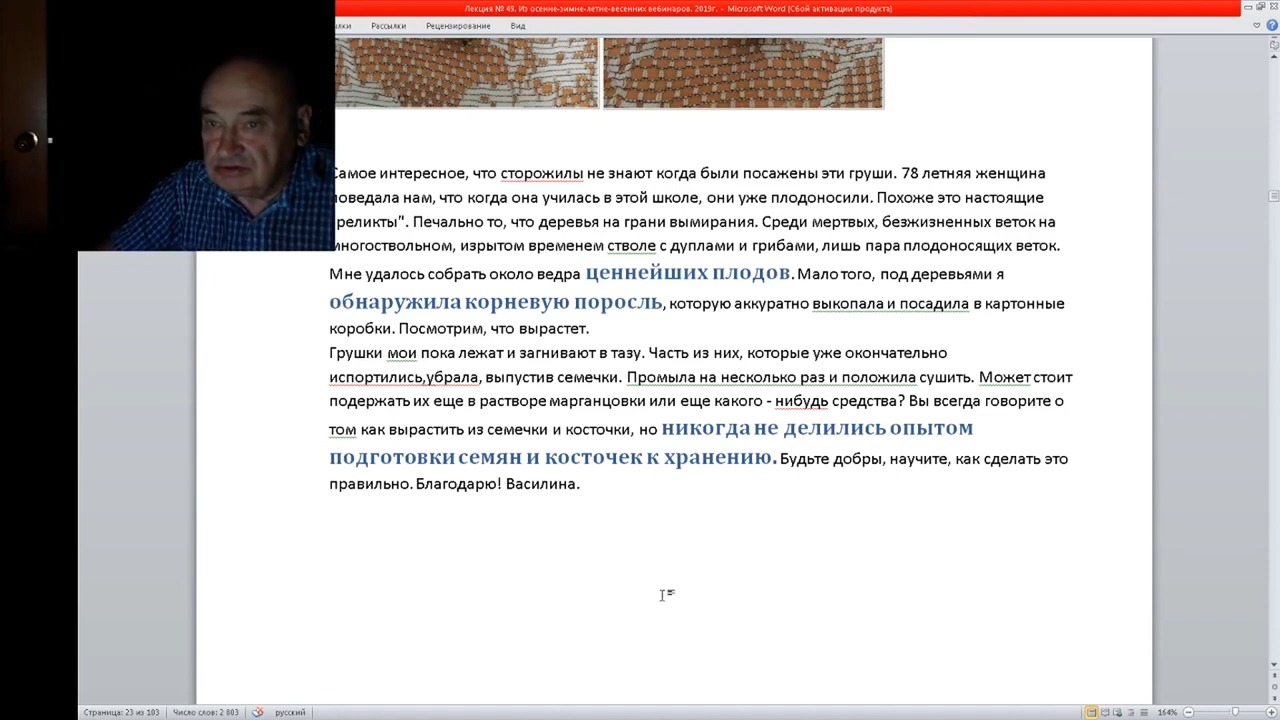 Лекция № 49. Из осенне-зимне-летне-весенних вебинаров. 2019г. - Microsoft Word (Сбой активации продукта)
Рассылки Рецензирование Вид
Самое интересное, что сторожилы не знают когда были посажены эти груши. 78 летняя женщина
поведала нам, что когда она училась в этой школе, они уже плодоносили. Похоже это настоящие
реликты". Печально то, что деревья на грани вымирания. Среди мертвых, безжизненных веток на
многоствольном, изрытом временем стволе с дуплами и грибами, лишь пара плодоносящих веток.
Мне удалось собрать около ведра ценнейших плодов. Мало того, под деревьями я
обнаружила корневую поросль, которую аккуратно выкопала и посадила в картонные
коробки. Посмотрим, что вырастет.
Грушки мои пока лежат и загнивают в тазу. Часть из них, которые уже окончательно
испортились,убрала, выпустив семечки. Промыла на несколько раз и положила сушить. Может стоит
подержать их еще в растворе марганцовки или еще какого - нибудь средства? Вы всегда говорите о
том как вырастить из семечки и косточки, но никогда не делились опытом
подготовки семян и косточек к хранению. Будьте добры, научите, как сделать это
правильно. Благодарю! Василина.
Страница: 23 из 103 Число слов: 2 803 русский 164%